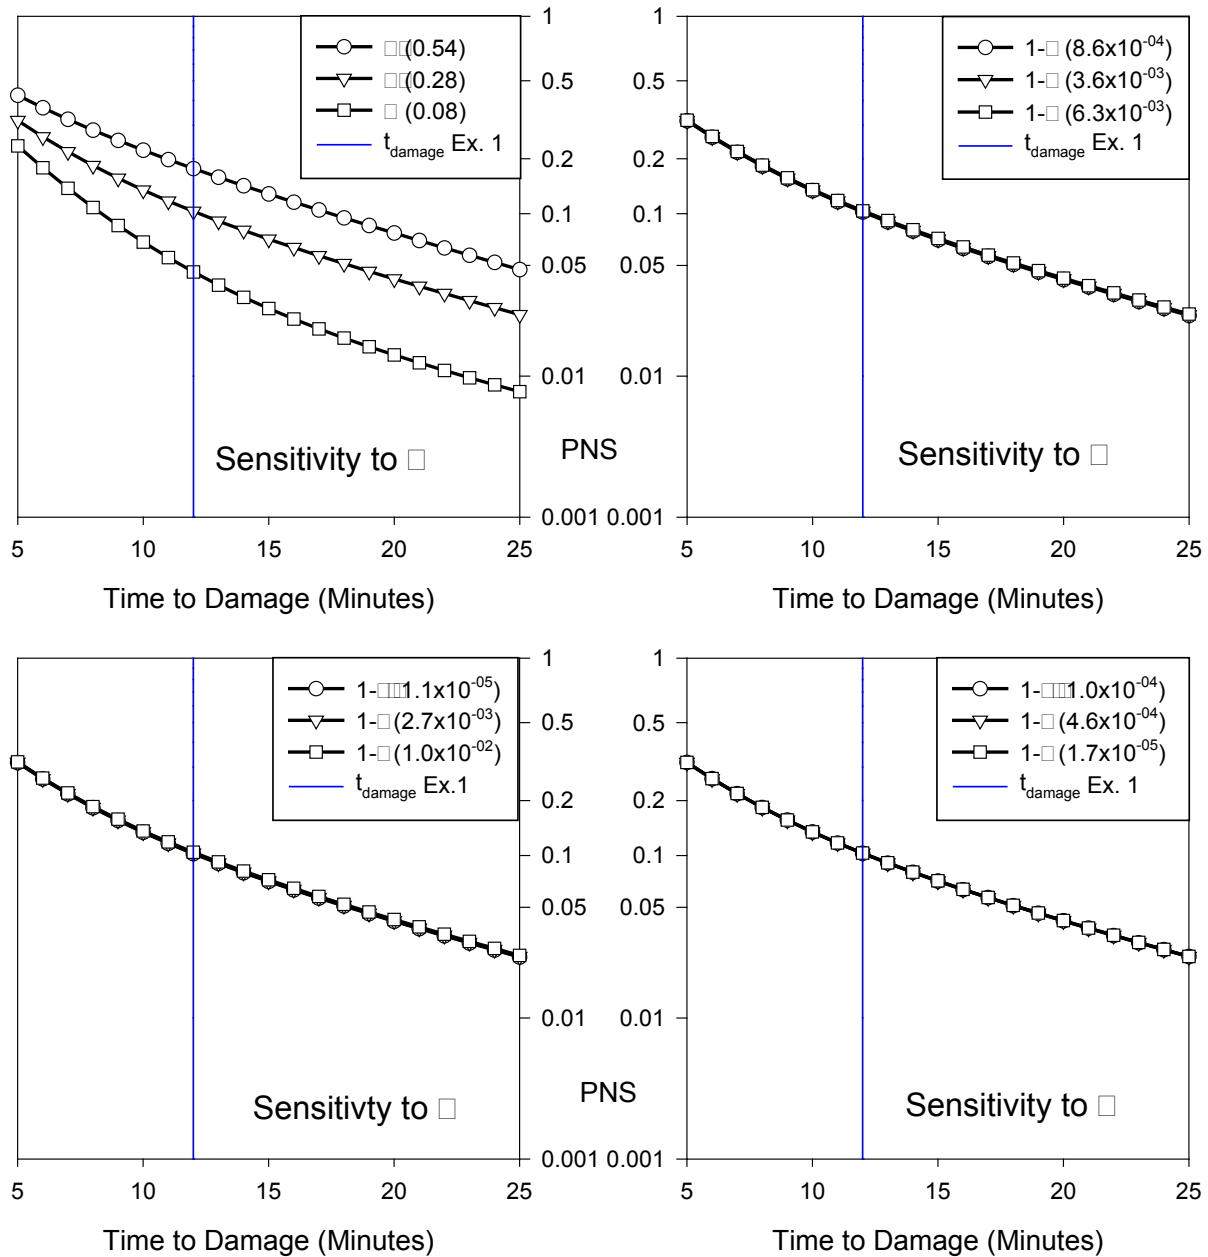 1
0.5
0.2
0.1
0.05
0.01
0.001
□□(0.54)
□□(0.28)
□ (0.08)
t_damage Ex. 1
Sensitivity to □
5 10 15 20 25
Time to Damage (Minutes)
PNS
1
0.5
0.2
0.1
0.05
0.01
0.001
1-□ (8.6x10^-04)
1-□ (3.6x10^-03)
1-□ (6.3x10^-03)
t_damage Ex. 1
Sensitivity to □
5 10 15 20 25
Time to Damage (Minutes)
1
0.5
0.2
0.1
0.05
0.01
0.001
1-□□□1.1x10^-05)
1-□ (2.7x10^-03)
1-□ (1.0x10^-02)
t_damage Ex.1
Sensitivty to □
5 10 15 20 25
Time to Damage (Minutes)
PNS
1
0.5
0.2
0.1
0.05
0.01
0.001
1-□□□1.0x10^-04)
1-□ (4.6x10^-04)
1-□ (1.7x10^-05)
t_damage Ex. 1
Sensitivity to □
5 10 15 20 25
Time to Damage (Minutes)